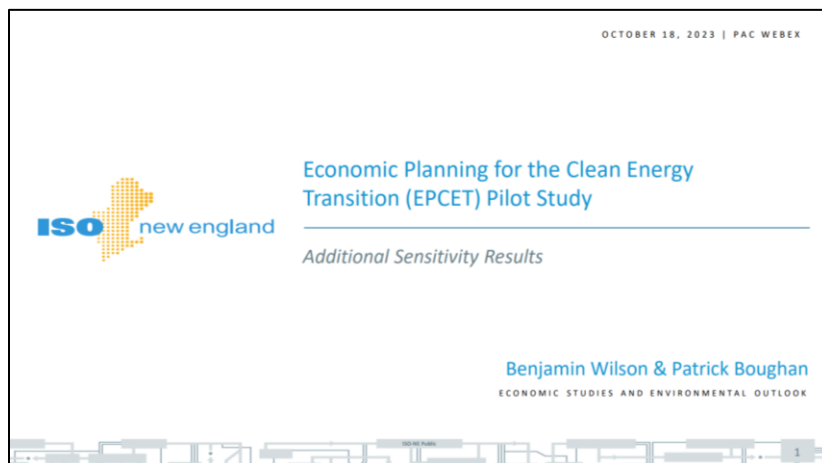 OCTOBER 18, 2023 | PAC WEBEX
ISO new england
Economic Planning for the Clean Energy
Transition (EPCET) Pilot Study
Additional Sensitivity Results
Benjamin Wilson & Patrick Boughan
ECONOMIC STUDIES AND ENVIRONMENTAL OUTLOOK
ISO-NE Public
1